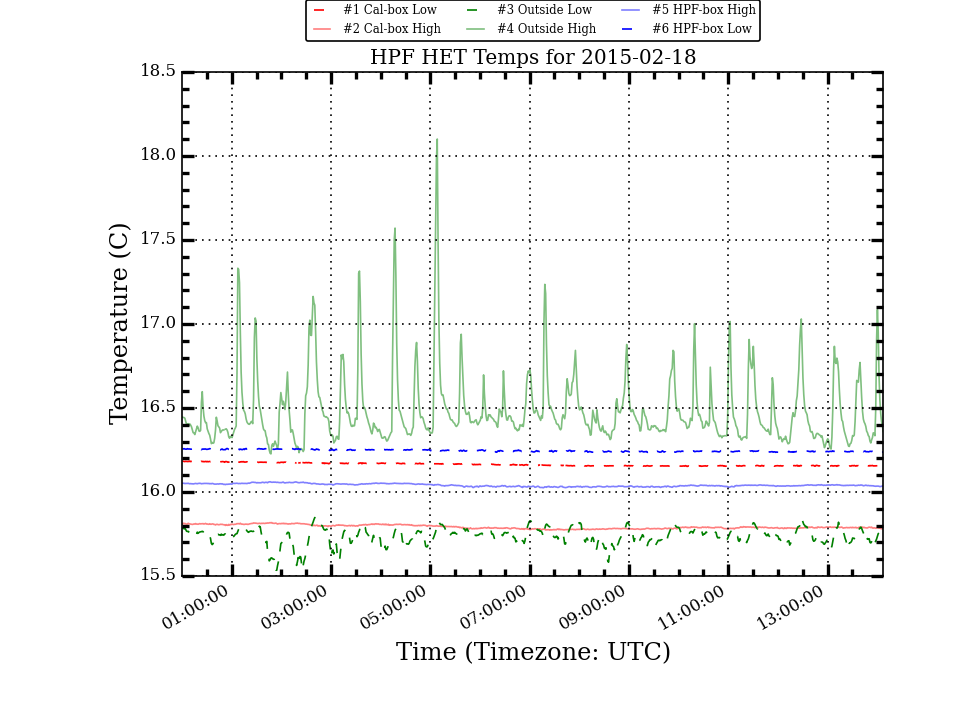 #1 Cal-box Low #3 Outside Low #5 HPF-box High
#2 Cal-box High #4 Outside High #6 HPF-box Low
HPF HET Temps for 2015-02-18
18.5
18.0
17.5
17.0
16.5
16.0
15.5
Temperature (C)
01:00:00 03:00:00 05:00:00 07:00:00 09:00:00 11:00:00 13:00:00
Time (Timezone: UTC)